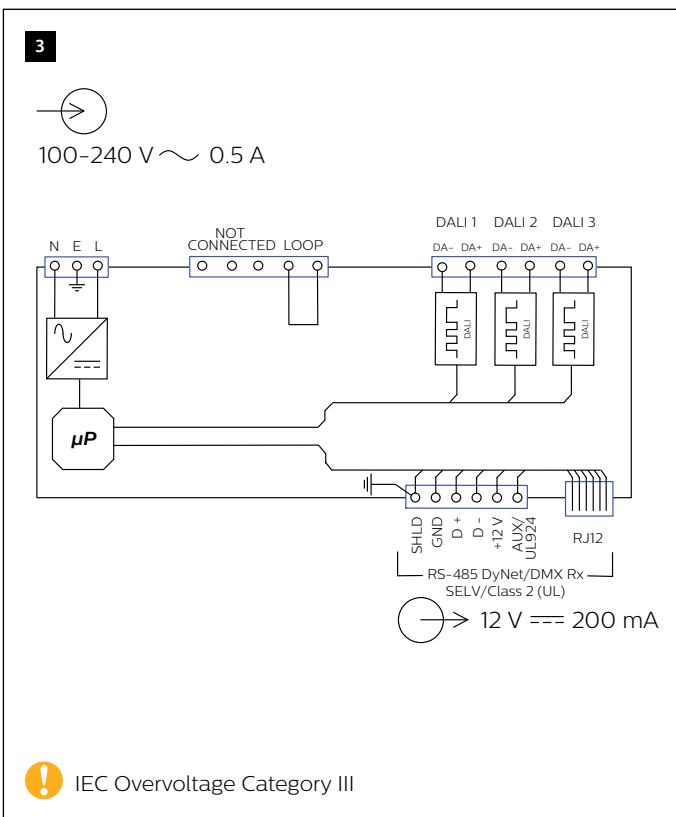 3
100-240 V 0.5 A
N E L
NOT
CONNECTED LOOP
DALI 1 DALI 2 DALI 3
DA- DA+ DA- DA+ DA- DA+
DALI DALI DALI
µP
SHLD
GND
D +
D -
+12 V
AUX/
UL924
RJ12
RS-485 DyNet/DMX Rx
SELV/Class 2 (UL)
12 V 200 mA
! IEC Overvoltage Category III